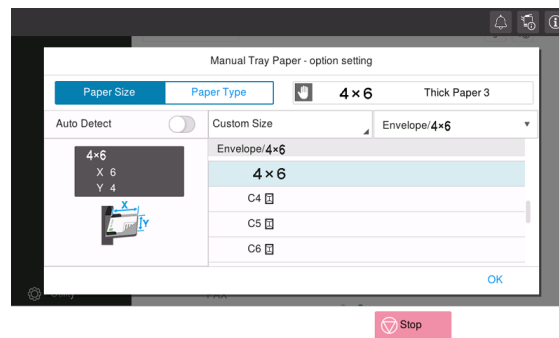 Manual Tray Paper - option setting
Paper Size
Paper Type
4×6
Thick Paper 3
Auto Detect
Custom Size
Envelope/4×6
4×6
X 6
Y 4
X
Y
Envelope/4×6
4×6
C4
C5
C6
OK
Stop